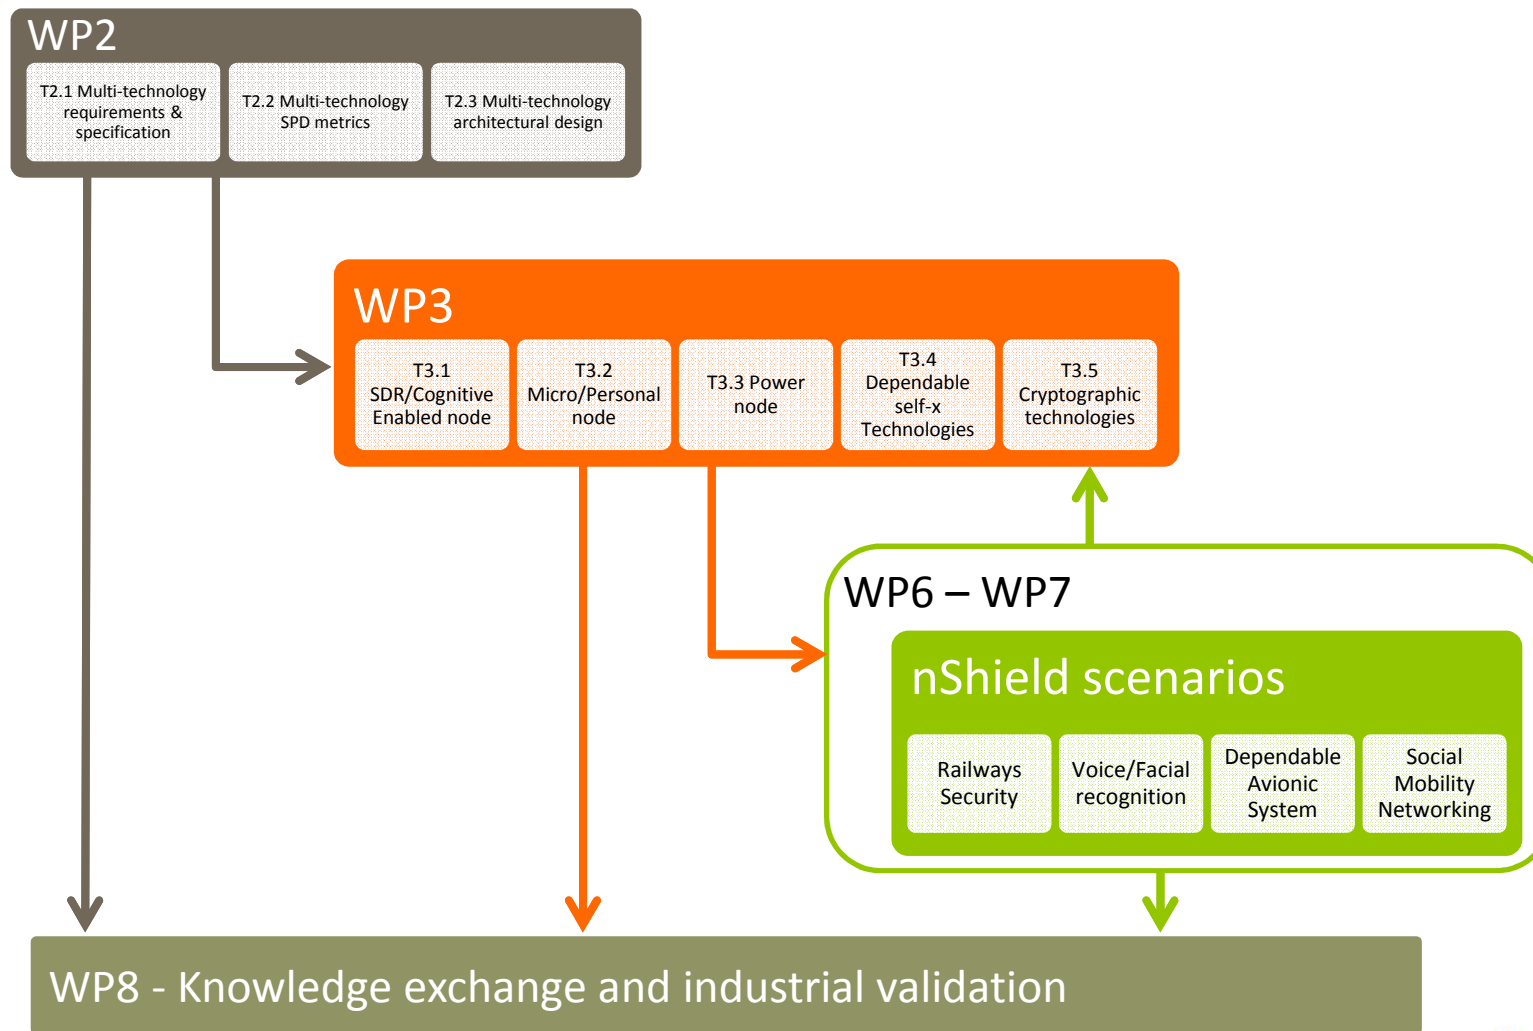 WP2
T2.1 Multi-technology
requirements &
specification
T2.2 Multi-technology
SPD metrics
T2.3 Multi-technology
architectural design
WP3
T3.1
SDR/Cognitive
Enabled node
T3.2
Micro/Personal
node
T3.3 Power
node
T3.4
Dependable
self-x
Technologies
T3.5
Cryptographic
technologies
WP6 – WP7
nShield scenarios
Railways
Security
Voice/Facial
recognition
Dependable
Avionic
System
Social
Mobility
Networking
WP8 - Knowledge exchange and industrial validation